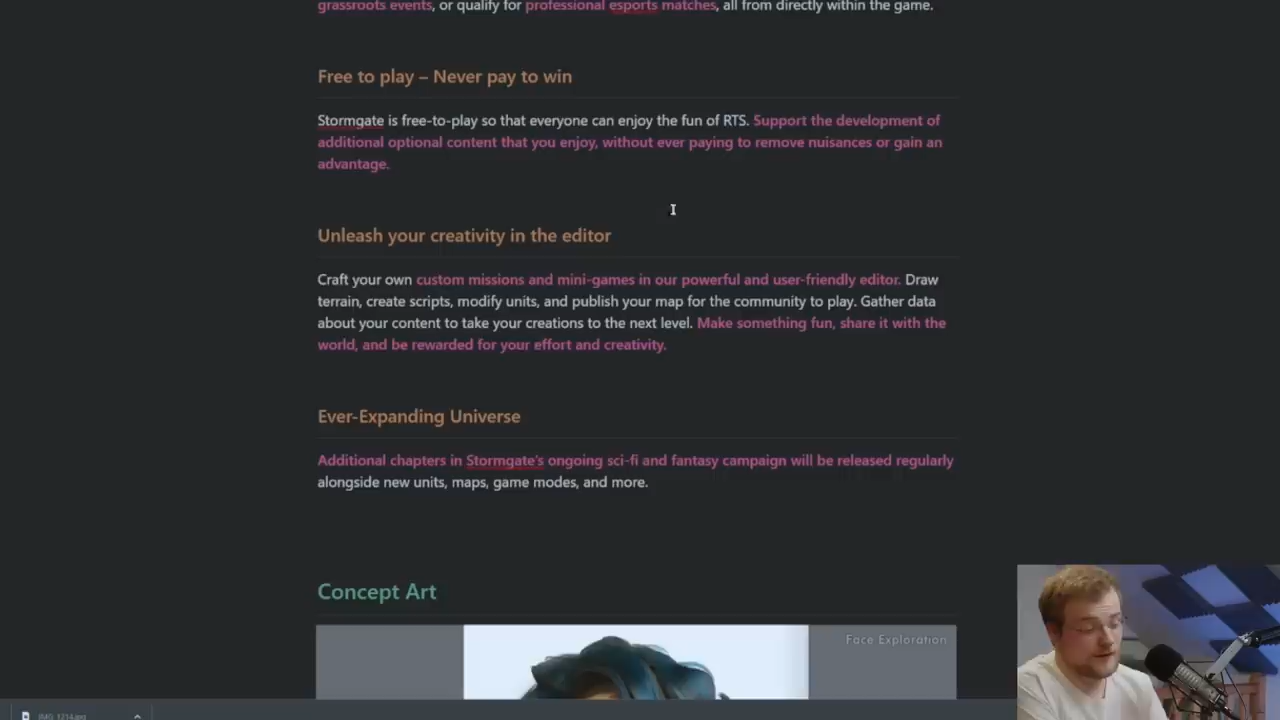 grassroots events, or qualify for professional esports matches, all from directly within the game.
Free to play – Never pay to win
Stormgate is free-to-play so that everyone can enjoy the fun of RTS. Support the development of
additional optional content that you enjoy, without ever paying to remove nuisances or gain an
advantage.
Unleash your creativity in the editor
Craft your own custom missions and mini-games in our powerful and user-friendly editor. Draw
terrain, create scripts, modify units, and publish your map for the community to play. Gather data
about your content to take your creations to the next level. Make something fun, share it with the
world, and be rewarded for your effort and creativity.
Ever-Expanding Universe
Additional chapters in Stormgate's ongoing sci-fi and fantasy campaign will be released regularly
alongside new units, maps, game modes, and more.
Concept Art
Face Exploration
IMG_1214.jpg